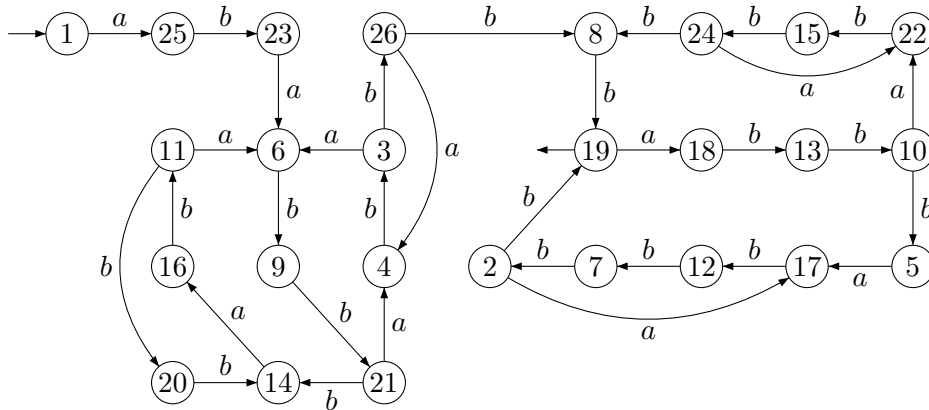 a b b
1 25 23 26 8 24 15 22
b b b
a b b a a
a
11 6 3 19 18 13 10
a a a b b
b b b b b
b
16 9 4 2 7 12 17 5
b b b a
b
a b a a
20 14 21
b b